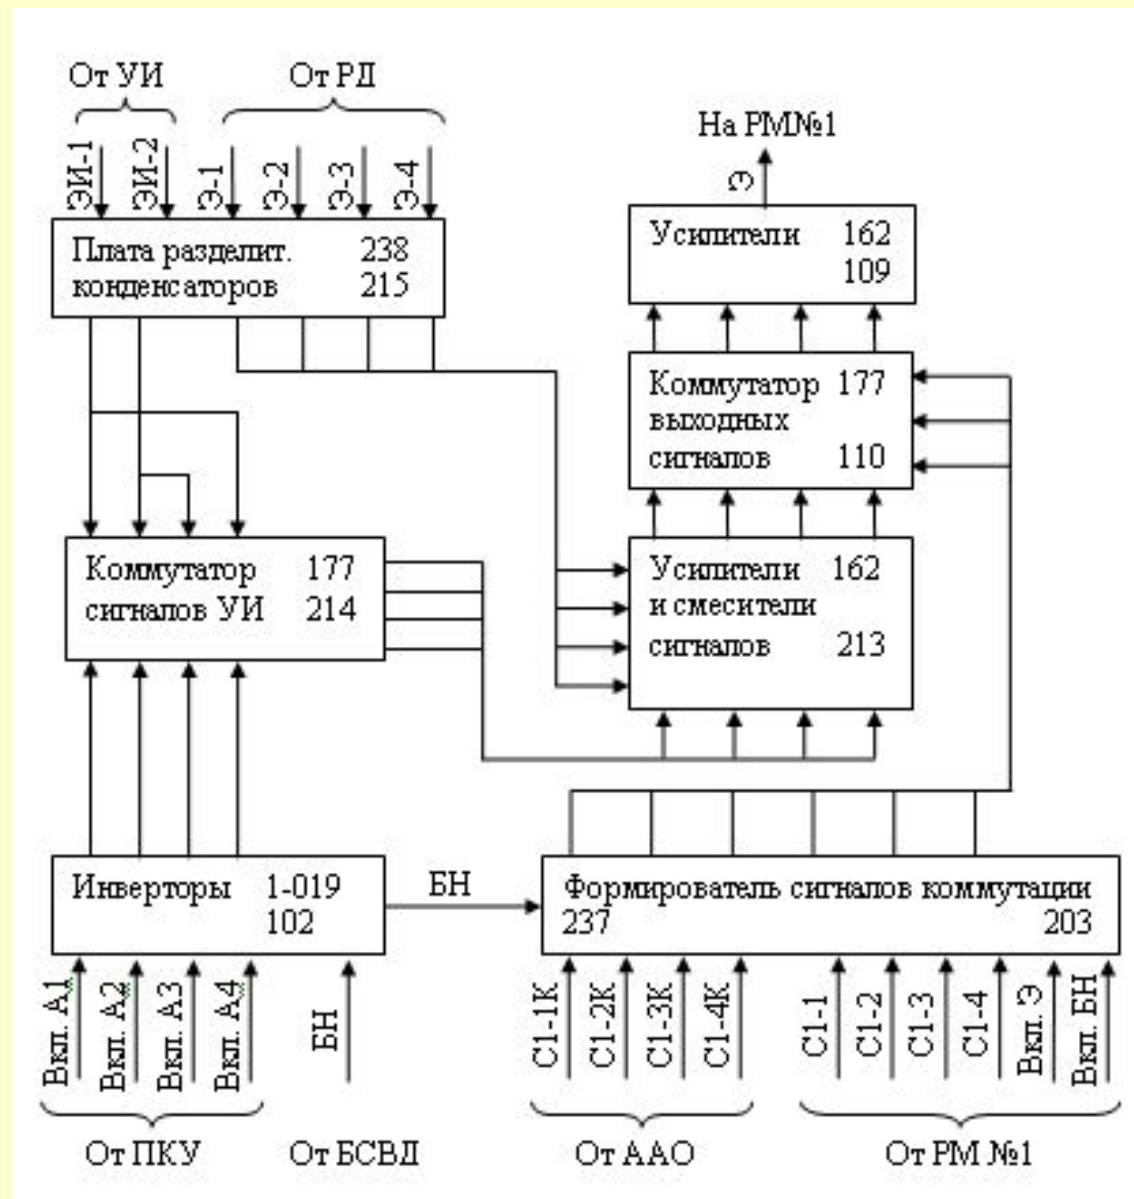 От УИ
От РД
ЭИ-1
ЭИ-2
Э-1
Э-2
Э-3
Э-4
На РМ№1
Э
Плата разделит. 238
конденсаторов 215
Усилители 162
109
Коммутатор 177
выходных
сигналов 110
Коммутатор 177
сигналов УИ 214
Усилители 162
и смесители
сигналов 213
Инверторы 1-019
102
БН
Формирователь сигналов коммутации
237 203
Вкл. А1
Вкл. А2
Вкл. А3
Вкл. А4
БН
С1-1К
С1-2К
С1-3К
С1-4К
С1-1
С1-2
С1-3
С1-4
Вкл. Э
Вкл. БН
От ПКУ
От БСВД
От ААО
От РМ №1